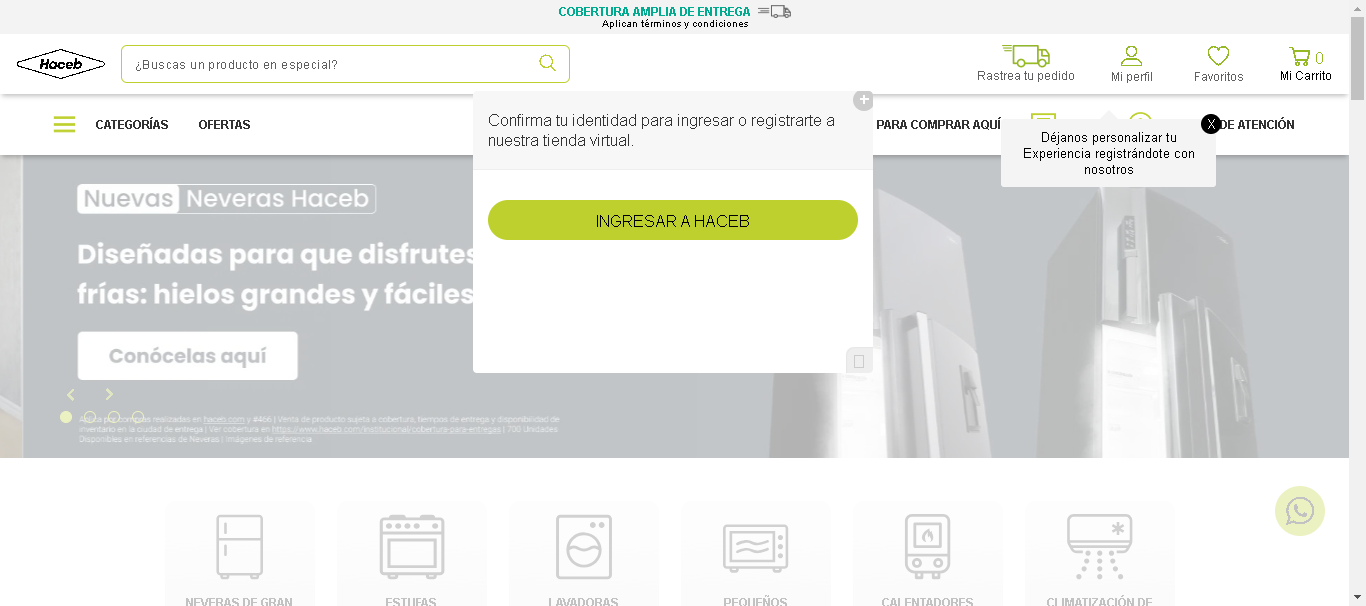 COBERTURA AMPLIA DE ENTREGA
Aplican términos y condiciones
Haceb
¿Buscas un producto en especial?
Rastrea tu pedido
Mi perfil
Favoritos
0
Mi Carrito
CATEGORÍAS
OFERTAS
PARA COMPRAR AQUÍ
DE ATENCIÓN
Confirma tu identidad para ingresar o registrarte a
nuestra tienda virtual.
INGRESAR A HACEB
X
Déjanos personalizar tu
Experiencia registrándote con
nosotros
Nuevas Neveras Haceb
Diseñadas para que disfrutes
frías: hielos grandes y fáciles
Conócelas aquí
por compras realizadas en haceb.com y #466 | Venta de producto sujeta a cobertura, tiempos de entrega y disponibilidad de
inventario en la ciudad de entrega | Ver cobertura en https://www.haceb.com/institucional/cobertura-para-entregas | 700 Unidades
Disponibles en referencias de Neveras | Imágenes de referencia
NEVERAS DE GRAN
ESTUFAS
LAVADORAS
PEQUEÑOS
CALENTADORES
CLIMATIZACIÓN DE